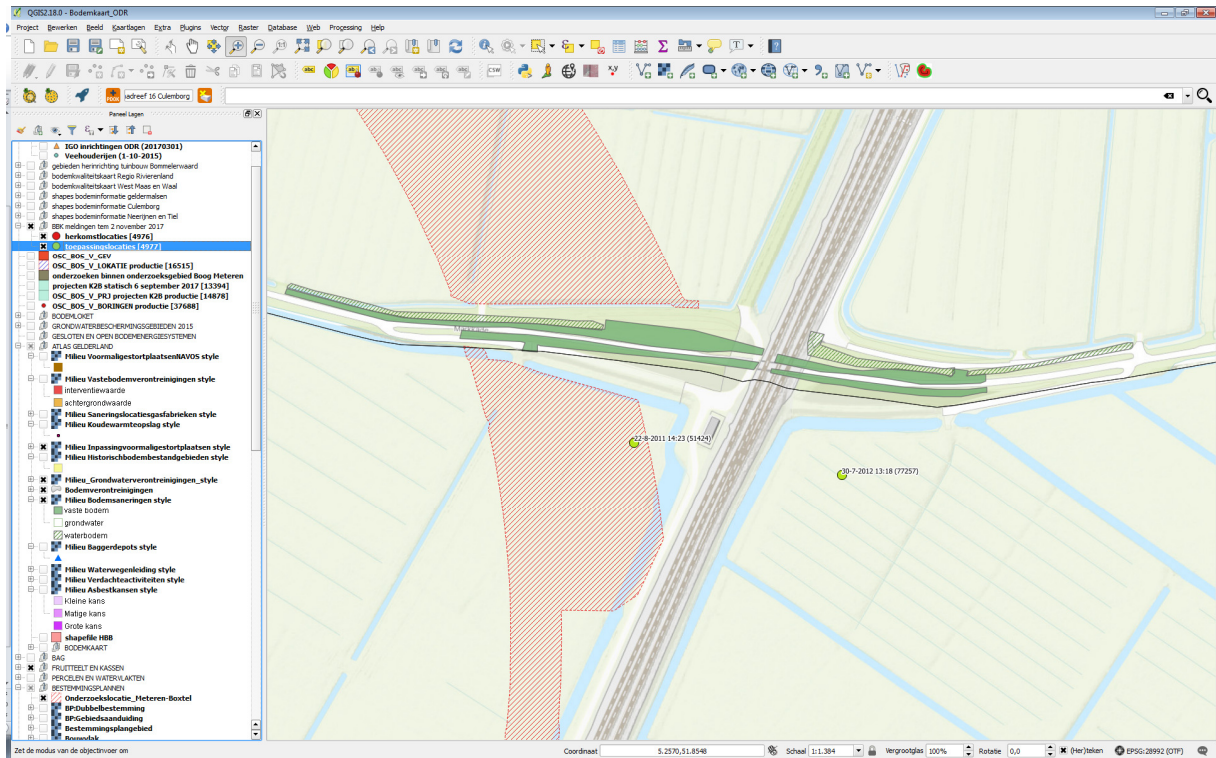 QGIS2.18.0 - Bodemkaart_ODR
Project Bewerken Beeld Kaartlagen Extra Plugins Vector Raster Database Web Processing Help
abc
CSW
x,y
PDOK
adreef 16 Culemborg
Paneel Lagen
IGO inrichtingen ODR (20170301)
Veehouderijen (1-10-2015)
gebieden herinrichting tuinbouw Bommelerwaard
bodemkwaliteitskaart Regio Rivierenland
bodemkwaliteitskaart West Maas en Waal
shapes bodeminformatie geldermalsen
shapes bodeminformatie Culemborg
shapes bodeminformatie Neerijnen en Tiel
BBK meldingen tem 2 november 2017
herkomstlocaties [4976]
toepassingslocaties [4977]
OSC_BOS_V_GEV
OSC_BOS_V_LOKATIE productie [16515]
onderzoeken binnen onderzoeksgebied Boog Meteren
projecten K2B statisch 6 september 2017 [13394]
OSC_BOS_V_PRJ projecten K2B productie [14878]
OSC_BOS_V_BORINGEN productie [37688]
BODEMLOKET
GRONDWATERBESCHERMINGSGEBIEDEN 2015
GESLOTEN EN OPEN BODEMENERGIESYSTEMEN
ATLAS GELDERLAND
Milieu VoormaligestortplaatsenNAVOS style
Milieu Vastebodemverontreinigingen style
interventiewaarde
achtergrondwaarde
Milieu Saneringslocatiesgasfabrieken style
Milieu Koudewarmteopslag style
Milieu Inpassingvoormaligestortplaatsen style
Milieu Historischbodembestandgebieden style
Milieu_Grondwaterverontreinigingen_style
Bodemverontreinigingen
Milieu Bodemsaneringen style
vaste bodem
grondwater
waterbodem
Milieu Baggerdepots style
Milieu Waterwegenleiding style
Milieu Verdachteactiviteiten style
Milieu Asbestkansen style
Kleine kans
Matige kans
Grote kans
shapefile HBB
BODEMKAART
BAG
FRUITTEELT EN KASSEN
PERCELEN EN WATERVLAKTEN
BESTEMMINGSPLANNEN
Onderzoekslocatie_Meteren-Boxtel
BP:Dubbelbestemming
BP:Gebiedsaanduiding
Bestemmingsplangebied
Bouwvlak
22-8-2011 14:23 (51424)
30-7-2012 13:18 (77257)
Zet de modus van de objectinvoer om
Coordinaat 5.2570,51.8548 Schaal 1:1.384 Vergrootglas 100% Rotatie 0,0 (Her)teken EPSG:28992 (OTF)